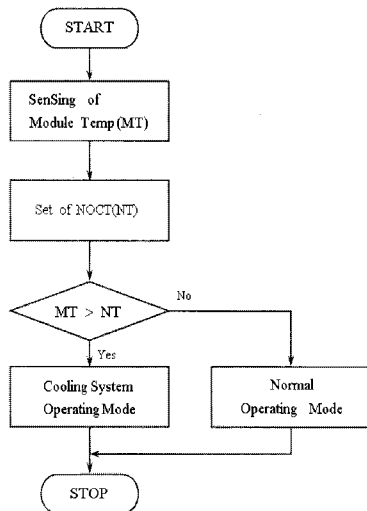 START
SenSing of
Module Temp(MT)
Set of NOCT(NT)
MT > NT
No
Yes
Cooling System
Operating Mode
Normal
Operating Mode
STOP